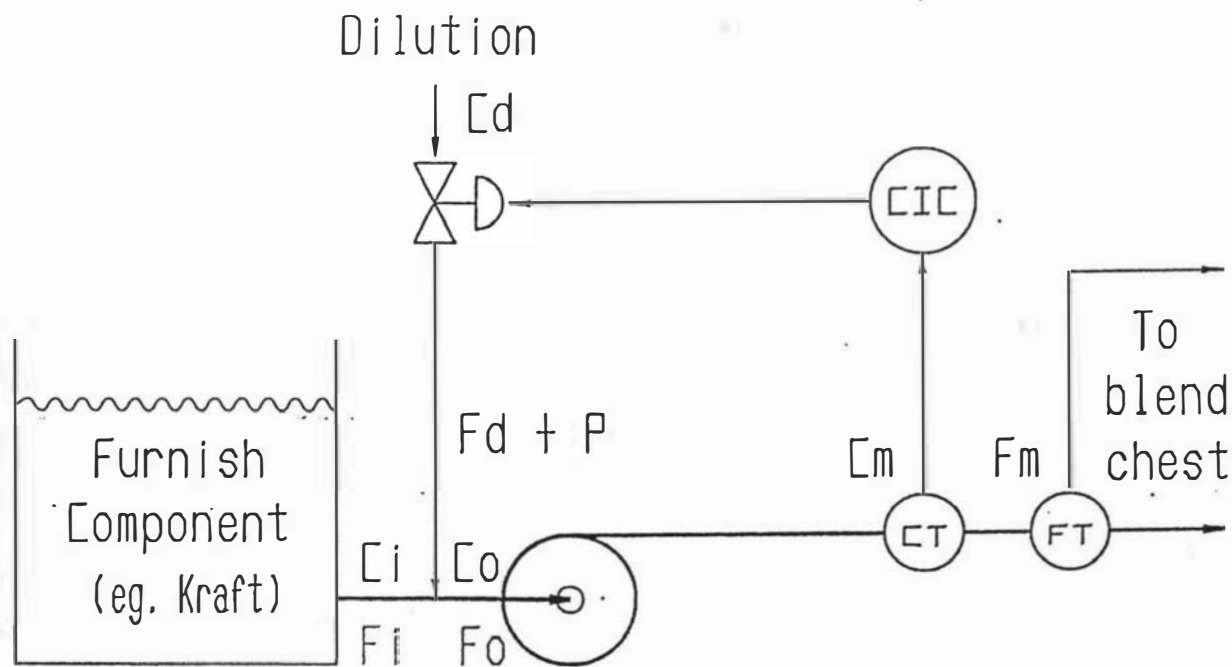 Dilution
Cd
CIC
To
blend
chest
Fd + P
Cm
Fm
Furnish
Component
(eg. Kraft)
CT
FT
Ci
Co
Fi
Fo